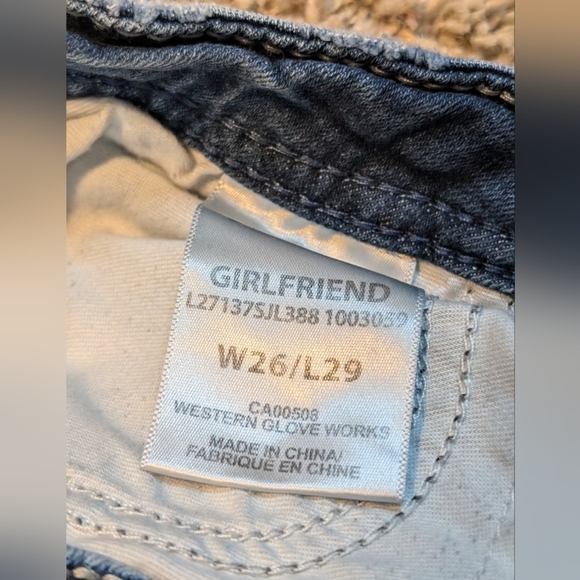 GIRLFRIEND
L27137SJL388 1003059
W26/L29
CA00508
WESTERN GLOVE WORKS
MADE IN CHINA/
FABRIQUE EN CHINE